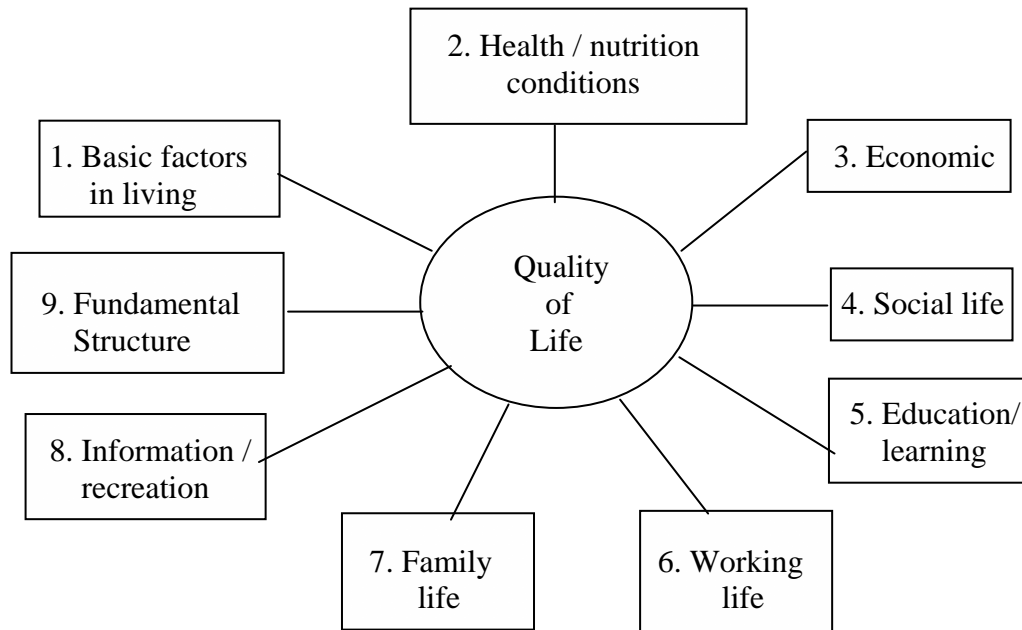 2. Health / nutrition
conditions
1. Basic factors
in living
3. Economic
Quality
of
Life
9. Fundamental
Structure
4. Social life
5. Education/
learning
8. Information /
recreation
7. Family
life
6. Working
life